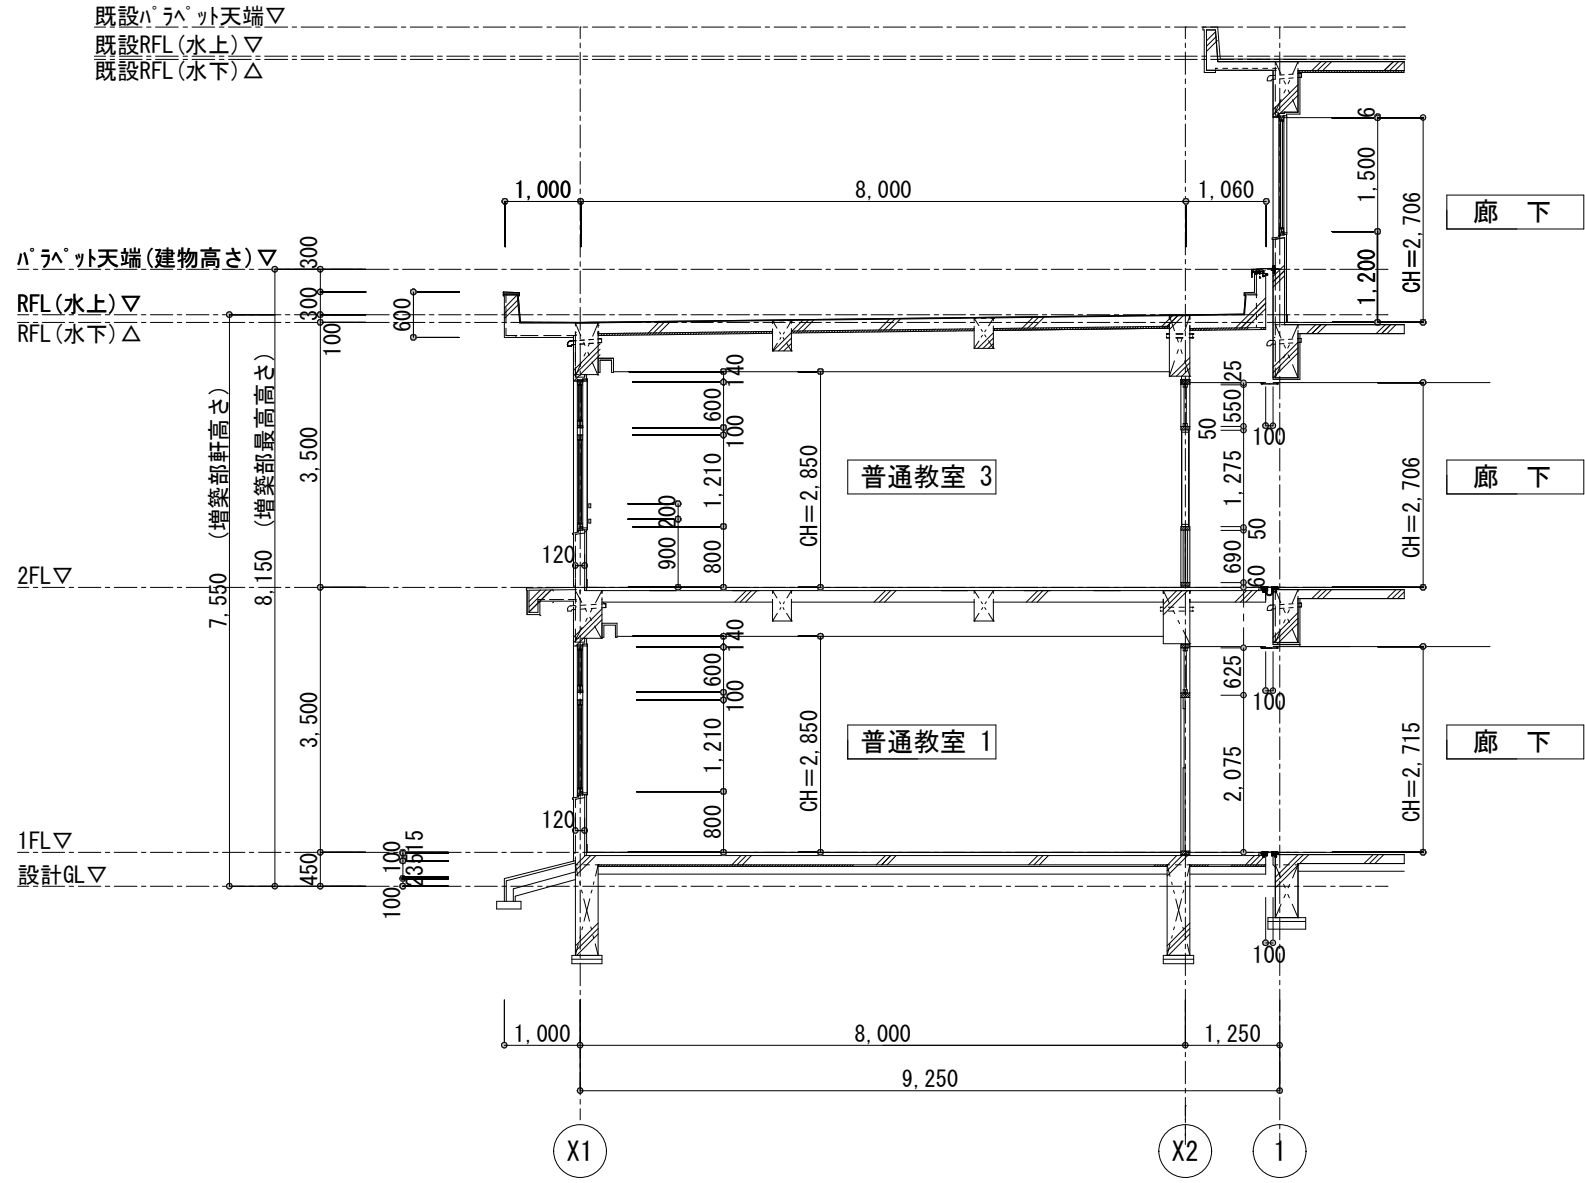 既設ﾊﾟﾗﾍﾟｯﾄ天端▽
既設RFL(水上)▽
既設RFL(水下)△
6
1,500
1,200
CH=2,706
廊 下
1,000
8,000
1,060
ﾊﾟﾗﾍﾟｯﾄ天端(建物高さ)▽
300
RFL(水上)▽
300
600
RFL(水下)△
100
7,550 (増築部軒高さ)
8,150 (増築部最高高さ)
3,500
140
600
100
1,210
200
900
800
120
CH=2,850
普通教室 3
25
550
50
1,275
50
690
60
100
CH=2,706
廊 下
2FL▽
3,500
140
600
100
1,210
800
120
CH=2,850
普通教室 1
625
2,075
100
CH=2,715
廊 下
1FL▽
設計GL▽
450
15
100
235
100
100
1,000
8,000
1,250
9,250
X1
X2
1